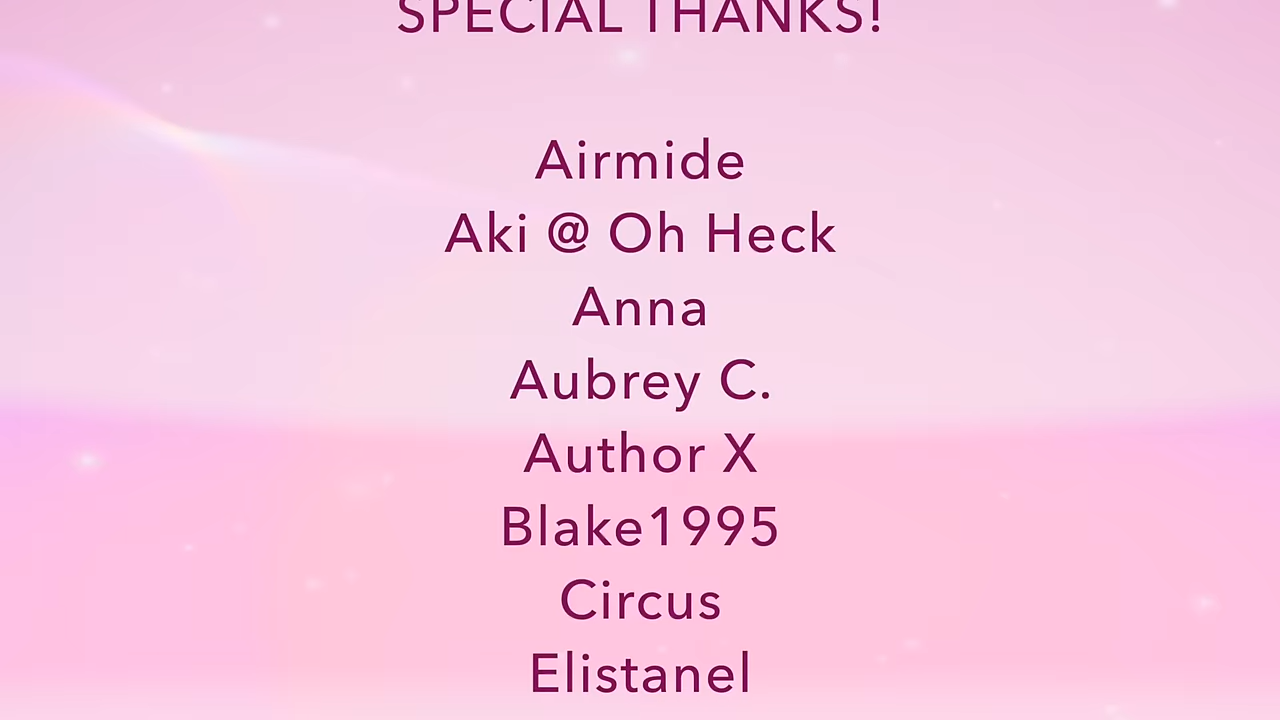 SPECIAL THANKS!
Airmide
Aki @ Oh Heck
Anna
Aubrey C.
Author X
Blake1995
Circus
Elistanel